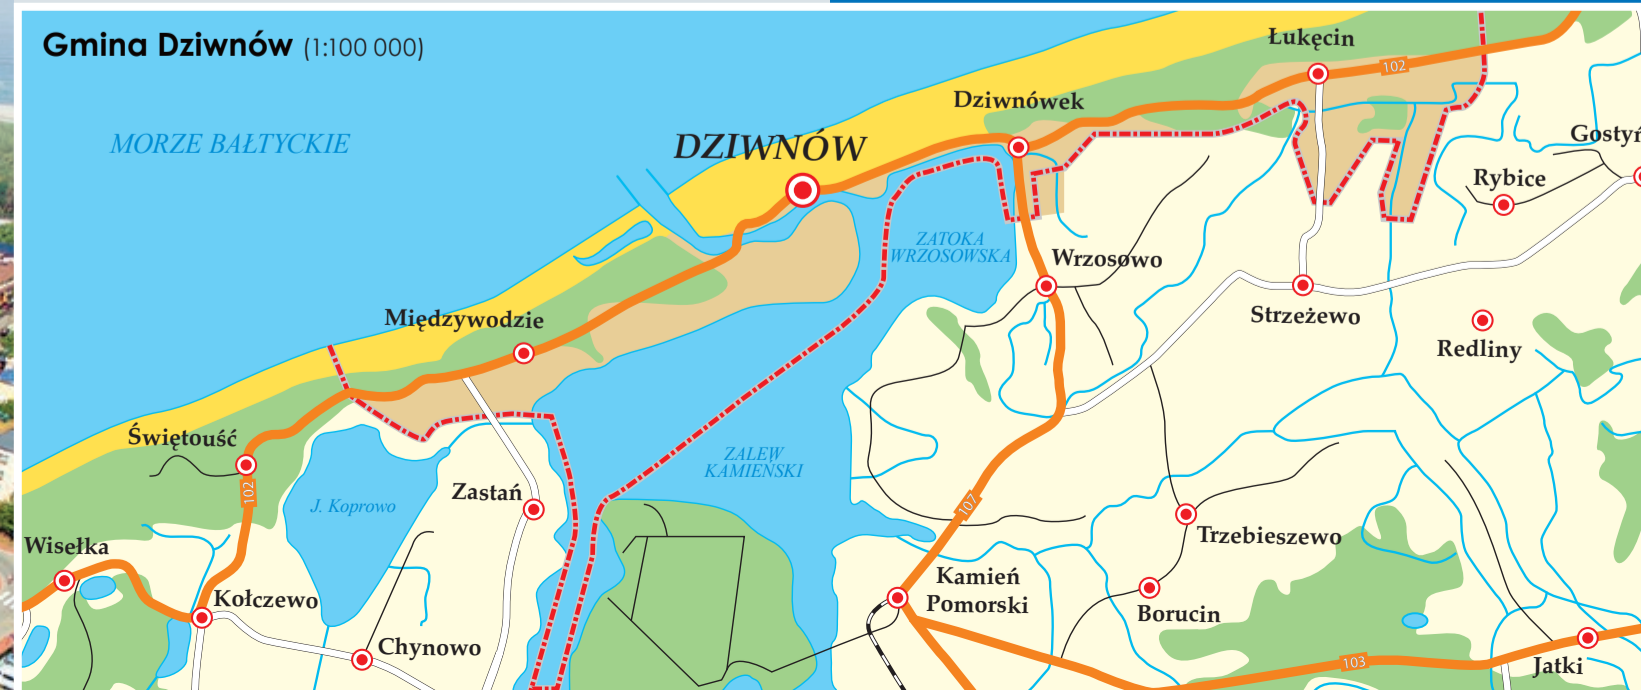 Gmina Dziwnów (1:100 000)
Łukęcin
102
Dziwnówek
MORZE BAŁTYCKIE
DZIWNÓW
Rybice
ZATOKA
WRZOSOWSKA
Wrzosowo
Międzywodzie
Strzeżewo
Redliny
Świętouść
ZALEW
KAMIEŃSKI
102
Zastań
J. Koprowo
107
Trzebieszewo
Wisełka
Kamień
Pomorski
Kołczewo
Borucin
Chynowo
103
Jatki